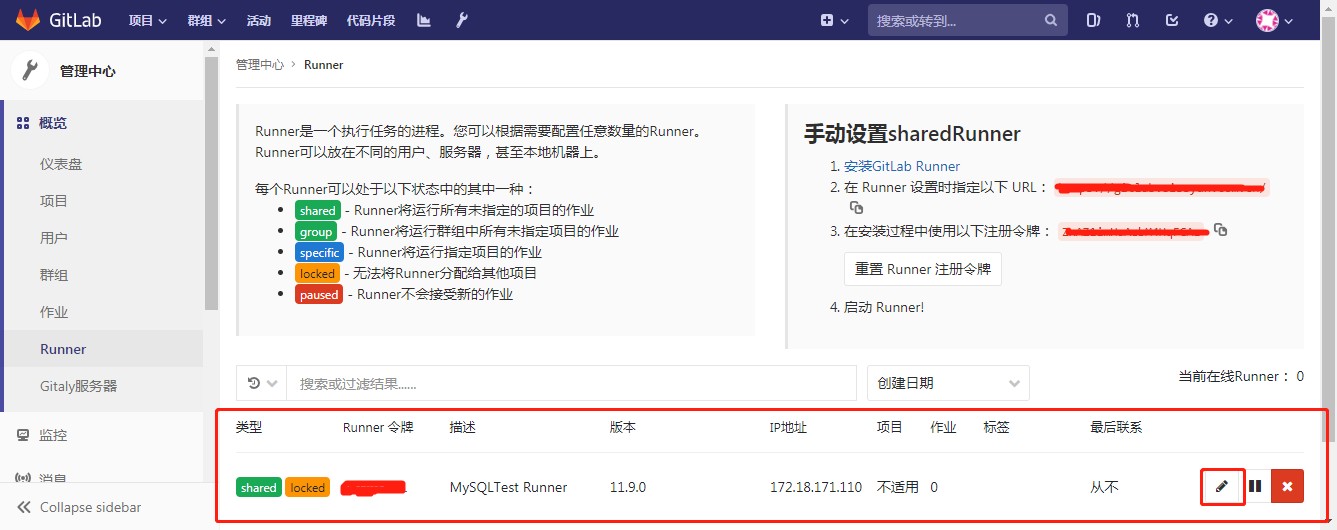 GitLab 项目 群组 活动 里程碑 代码片段 搜索或转到...
管理中心
概览
仪表盘
项目
用户
群组
作业
Runner
Gitaly服务器
监控
消息
Collapse sidebar
管理中心 › Runner
Runner是一个执行任务的进程。您可以根据需要配置任意数量的Runner。
Runner可以放在不同的用户、服务器，甚至本地机器上。
每个Runner可以处于以下状态中的其中一种：
shared - Runner将运行所有未指定的项目的作业
group - Runner将运行群组中所有未指定项目的作业
specific - Runner将运行指定项目的作业
locked - 无法将Runner分配给其他项目
paused - Runner不会接受新的作业
手动设置sharedRunner
1. 安装GitLab Runner
2. 在 Runner 设置时指定以下 URL：
3. 在安装过程中使用以下注册令牌：
重置 Runner 注册令牌
4. 启动 Runner!
搜索或过滤结果...... 创建日期 当前在线Runner： 0
类型 Runner 令牌 描述 版本 IP地址 项目 作业 标签 最后联系
shared locked MySQLTest Runner 11.9.0 172.18.171.110 不适用 0 从不